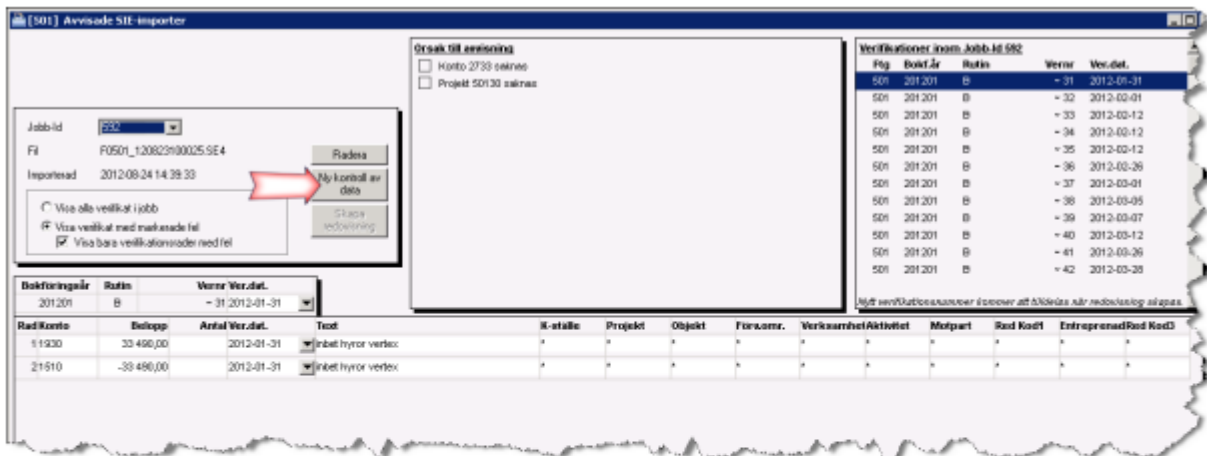 [501] Avvisade SIE-importer
Jobb-Id 592
Fil F0501_120823100025.SE4
Importerad 2012-08-24 14:39:33
Visa alla verifikat i jobb
Visa verifikat med markerade fel
Visa bara verifikationsrader med fel
Radera
Ny kontroll av data
Skapa redovisning
Orsak till avvisning
Konto 2733 saknas
Projekt 50130 saknas
Verifikationer inom Jobb-Id 592
Ftg Bokf.år Rutin Vernr Ver.dat.
501 201201 B - 31 2012-01-31
501 201201 B - 32 2012-02-01
501 201201 B - 33 2012-02-12
501 201201 B - 34 2012-02-12
501 201201 B - 35 2012-02-12
501 201201 B - 36 2012-02-26
501 201201 B - 37 2012-03-01
501 201201 B - 38 2012-03-05
501 201201 B - 39 2012-03-07
501 201201 B - 40 2012-03-12
501 201201 B - 41 2012-03-26
501 201201 B - 42 2012-03-28
Nytt verifikationsnummer kommer att tilldelas när redovisning skapas.
Bokföringsår Rutin Vernr Ver.dat.
201201 B - 31 2012-01-31
Rad Konto Belopp Antal Ver.dat. Text K-ställe Projekt Objekt Förv.omr. Verksamhet Aktivitet Motpart Red Kod1 Entreprenad Red Kod3
1 1930 33 490,00 2012-01-31 inbet hyror vertex * * * * * * * * * *
2 1510 -33 490,00 2012-01-31 inbet hyror vertex * * * * * * * * * *